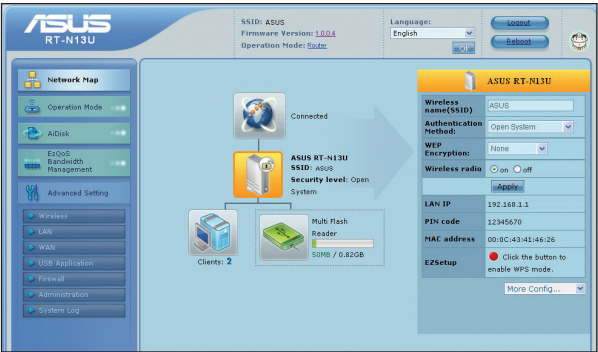 ASUS
RT-N13U
SSID: ASUS
Firmware Version: 1.0.0.4
Operation Mode: Router
Language:
English
Logout
Reboot
Network Map
Operation Mode
AiDisk
EzQoS
Bandwidth
Management
Advanced Setting
Wireless
LAN
WAN
USB Application
Firewall
Administration
System Log
Connected
ASUS RT-N13U
SSID: ASUS
Security level: Open
System
Clients: 2
Multi Flash
Reader
50MB / 0.82GB
ASUS RT-N13U
Wireless
name(SSID)
ASUS
Authentication
Method:
Open System
WEP
Encryption:
None
Wireless radio
on off
Apply
LAN IP
192.168.1.1
PIN code
12345670
MAC address
00:0C:43:41:46:26
EZSetup
Click the button to
enable WPS mode.
More Config...